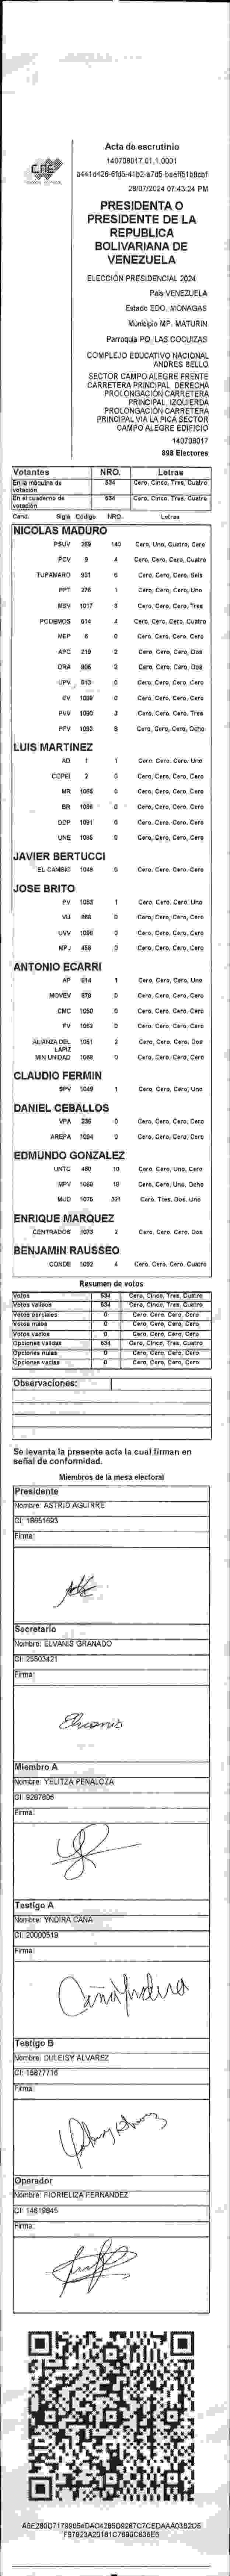 CNE
Acta de escrutinio
140708017.01.1.0001
28/07/2024 07:43:24 PM
PRESIDENTA O
PRESIDENTE DE LA
REPUBLICA
BOLIVARIANA DE
VENEZUELA
ELECCIÓN PRESIDENCIAL 2024
País VENEZUELA
Estado EDO. MONAGAS
Municipio MP. MATURIN
Parroquia PQ. LAS COCUIZAS
COMPLEJO EDUCATIVO NACIONAL
ANDRES BELLO
SECTOR CAMPO ALEGRE FRENTE
CARRETERA PRINCIPAL. DERECHA
PROLONGACIÓN CARRETERA
PRINCIPAL. IZQUIERDA
PROLONGACIÓN CARRETERA
PRINCIPAL VIA LA PICA SECTOR
CAMPO ALEGRE EDIFICIO
140708017
898 Electores
Votantes NRO. Letras
En la máquina de votación 534 Cero, Cinco, Tres, Cuatro
En el cuaderno de votación 534 Cero, Cinco, Tres, Cuatro
Cand. Sigla Código NRO. Letras
NICOLAS MADURO
PSUV 269 140 Cero, Uno, Cuatro, Cero
PCV 9 4 Cero, Cero, Cero, Cuatro
TUPAMARO 931 6 Cero, Cero, Cero, Seis
PPT 276 1 Cero, Cero, Cero, Uno
MSV 1017 3 Cero, Cero, Cero, Tres
PODEMOS 614 4 Cero, Cero, Cero, Cuatro
MEP 6 0 Cero, Cero, Cero, Cero
APC 219 2 Cero, Cero, Cero, Dos
ORA 906 2 Cero, Cero, Cero, Dos
UPV 513 0 Cero, Cero, Cero, Cero
EV 1089 0 Cero, Cero, Cero, Cero
PVV 1090 3 Cero, Cero, Cero, Tres
PFV 1093 8 Cero, Cero, Cero, Ocho
LUIS MARTINEZ
AD 1 1 Cero, Cero, Cero, Uno
COPEI 2 0 Cero, Cero, Cero, Cero
MR 1065 0 Cero, Cero, Cero, Cero
BR 1066 0 Cero, Cero, Cero, Cero
DDP 1091 0 Cero, Cero, Cero, Cero
UNE 1095 0 Cero, Cero, Cero, Cero
JAVIER BERTUCCI
EL CAMBIO 1049 0 Cero, Cero, Cero, Cero
JOSE BRITO
PV 1053 1 Cero, Cero, Cero, Uno
VU 868 0 Cero, Cero, Cero, Cero
UVV 1096 0 Cero, Cero, Cero, Cero
MPJ 458 0 Cero, Cero, Cero, Cero
ANTONIO ECARRI
AP 914 1 Cero, Cero, Cero, Uno
MOVEV 979 0 Cero, Cero, Cero, Cero
CMC 1050 0 Cero, Cero, Cero, Cero
FV 1052 0 Cero, Cero, Cero, Cero
ALIANZA DEL LAPIZ 1051 2 Cero, Cero, Cero, Dos
MIN UNIDAD 1068 0 Cero, Cero, Cero, Cero
CLAUDIO FERMIN
SPV 1048 1 Cero, Cero, Cero, Uno
DANIEL CEBALLOS
VPA 236 0 Cero, Cero, Cero, Cero
AREPA 1094 0 Cero, Cero, Cero, Cero
EDMUNDO GONZALEZ
UNTC 480 10 Cero, Cero, Uno, Cero
MPV 1069 18 Cero, Cero, Uno, Ocho
MUD 1075 321 Cero, Tres, Dos, Uno
ENRIQUE MARQUEZ
CENTRADOS 1073 2 Cero, Cero, Cero, Dos
BENJAMIN RAUSSEO
CONDE 1092 4 Cero, Cero, Cero, Cuatro
Resumen de votos
Votos 534 Cero, Cinco, Tres, Cuatro
Votos validos 534 Cero, Cinco, Tres, Cuatro
Votos parciales 0 Cero, Cero, Cero, Cero
Votos nulos 0 Cero, Cero, Cero, Cero
Votos vacíos 0 Cero, Cero, Cero, Cero
Opciones validas 534 Cero, Cinco, Tres, Cuatro
Opciones nulas 0 Cero, Cero, Cero, Cero
Opciones vacías 0 Cero, Cero, Cero, Cero
Observaciones:
Se levanta la presente acta la cual firman en
señal de conformidad.
Miembros de la mesa electoral
Presidente
Nombre: ASTRID AGUIRRE
CI: 18651693
Firma:
Secretario
Nombre: ELVANIS GRANADO
CI: 25503421
Firma:
Elvanis
Miembro A
Nombre: YELITZA PENALOZA
CI: 9287806
Firma:
Testigo A
Nombre: YNDIRA CANA
CI: 20000519
Firma:
Testigo B
Nombre: DULEISY ALVAREZ
CI: 15877716
Firma:
Operador
Nombre: FIORIELIZA FERNANDEZ
CI: 14619845
Firma: